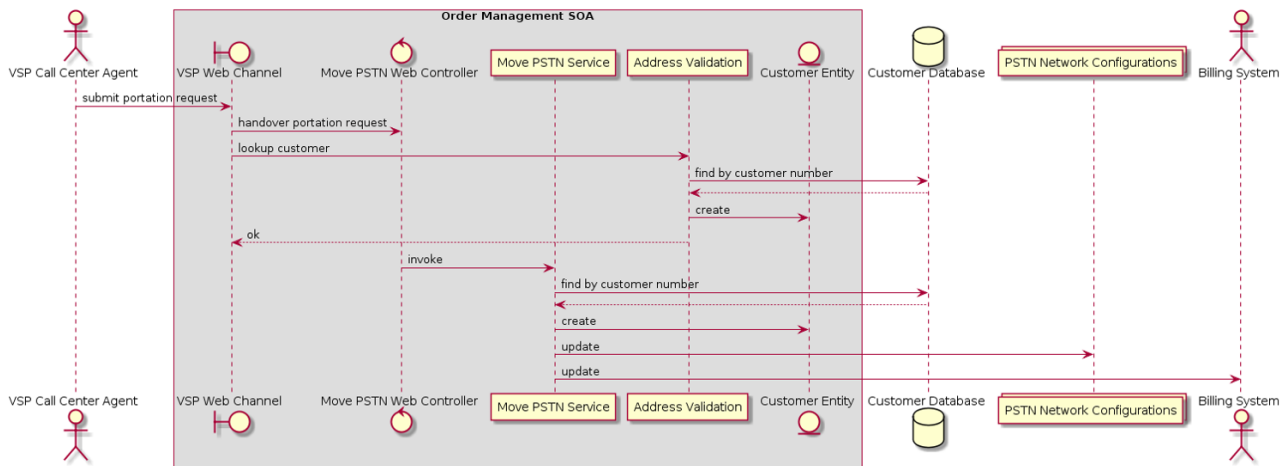 Order Management SOA
VSP Call Center Agent
VSP Web Channel
Move PSTN Web Controller
Move PSTN Service
Address Validation
Customer Entity
Customer Database
PSTN Network Configurations
Billing System
submit portation request
handover portation request
lookup customer
find by customer number
create
ok
invoke
find by customer number
create
update
update
VSP Call Center Agent
VSP Web Channel
Move PSTN Web Controller
Move PSTN Service
Address Validation
Customer Entity
Customer Database
PSTN Network Configurations
Billing System